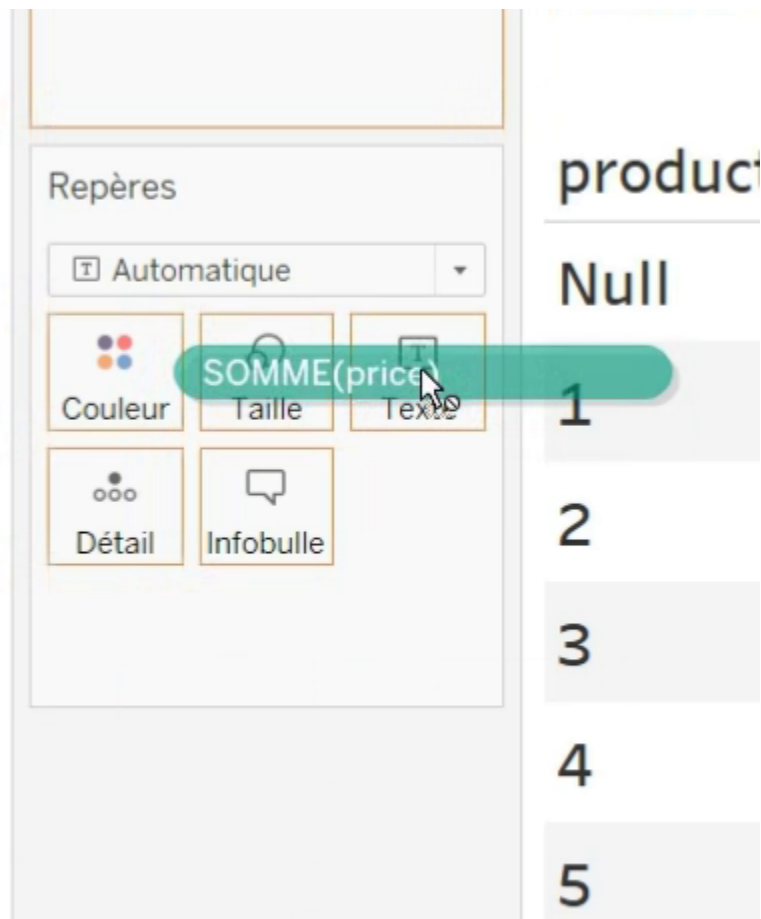 Repères
Automatique
Couleur
Taille
Texte
SOMME(price)
Détail
Infobulle
product
Null
1
2
3
4
5